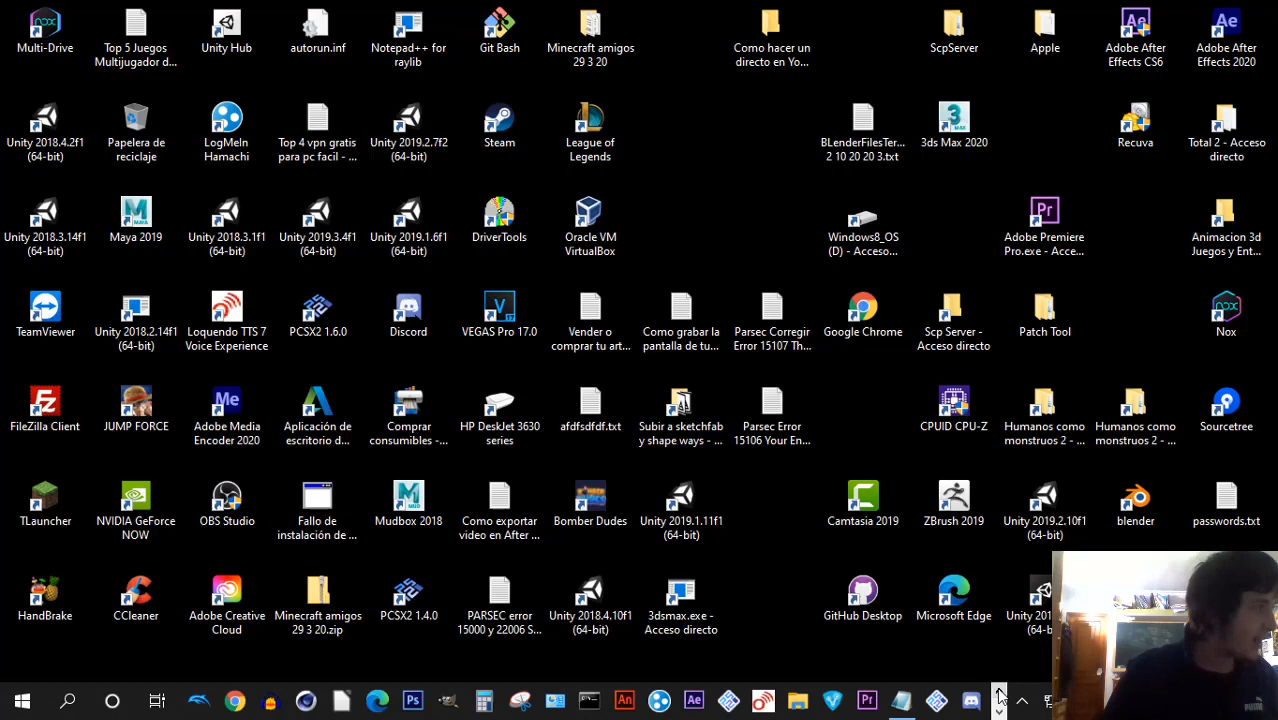 Multi-Drive
Top 5 Juegos
Multijugador d...
Unity Hub
autorun.inf
Notepad++ for
raylib
Git Bash
Minecraft amigos
29 3 20
Como hacer un
directo en Yo...
ScpServer
Apple
Adobe After
Effects CS6
Adobe After
Effects 2020
Unity 2018.4.2f1
(64-bit)
Papelera de
reciclaje
LogMeIn
Hamachi
Top 4 vpn gratis
para pc facil - ...
Unity 2019.2.7f2
(64-bit)
Steam
League of
Legends
BLenderFilesTer...
2 10 20 20 3.txt
3ds Max 2020
Recuva
Total 2 - Acceso
directo
Unity 2018.3.14f1
(64-bit)
Maya 2019
Unity 2018.3.1f1
(64-bit)
Unity 2019.3.4f1
(64-bit)
Unity 2019.1.6f1
(64-bit)
DriverTools
Oracle VM
VirtualBox
Windows8_OS
(D) - Acceso...
Adobe Premiere
Pro.exe - Acce...
Animacion 3d
Juegos y Ent...
TeamViewer
Unity 2018.2.14f1
(64-bit)
Loquendo TTS 7
Voice Experience
PCSX2 1.6.0
Discord
VEGAS Pro 17.0
Vender o
comprar tu art...
Como grabar la
pantalla de tu...
Parsec Corregir
Error 15107 Th...
Google Chrome
Scp Server -
Acceso directo
Patch Tool
Nox
FileZilla Client
JUMP FORCE
Adobe Media
Encoder 2020
Aplicación de
escritorio d...
Comprar
consumibles -...
HP DeskJet 3630
series
afdfsdfdf.txt
Subir a sketchfab
y shape ways - ...
Parsec Error
15106 Your En...
CPUID CPU-Z
Humanos como
monstruos 2 - ...
Humanos como
monstruos 2 - ...
Sourcetree
TLauncher
NVIDIA GeForce
NOW
OBS Studio
Fallo de
instalación de ...
Mudbox 2018
Como exportar
video en After ...
Bomber Dudes
Unity 2019.1.11f1
(64-bit)
Camtasia 2019
ZBrush 2019
Unity 2019.2.10f1
(64-bit)
blender
passwords.txt
HandBrake
CCleaner
Adobe Creative
Cloud
Minecraft amigos
29 3 20.zip
PCSX2 1.4.0
PARSEC error
15000 y 22006 S...
Unity 2018.4.10f1
(64-bit)
3dsmax.exe -
Acceso directo
GitHub Desktop
Microsoft Edge